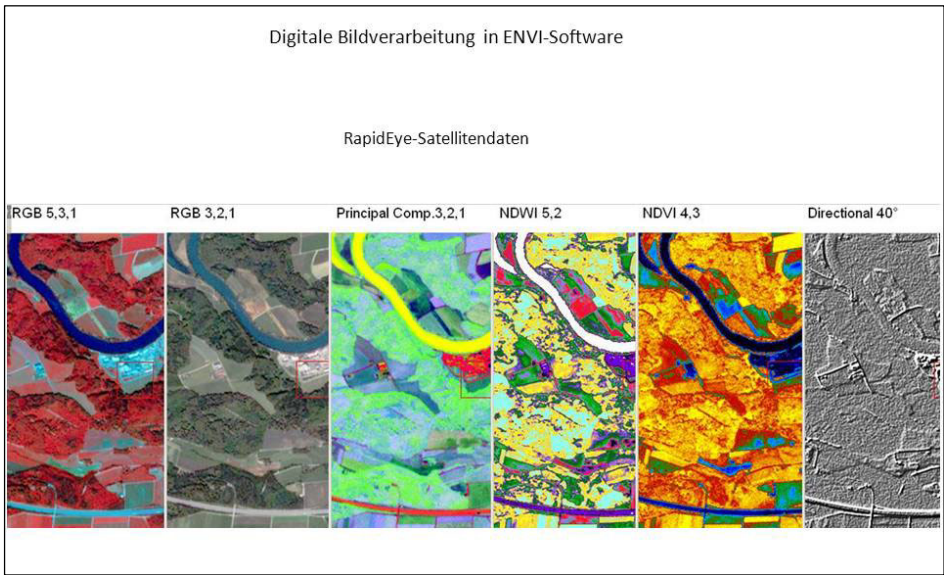 Digitale Bildverarbeitung in ENVI-Software
RapidEye-Satellitendaten
RGB 5,3,1
RGB 3,2,1
Principal Comp.3,2,1
NDWI 5,2
NDVI 4,3
Directional 40°